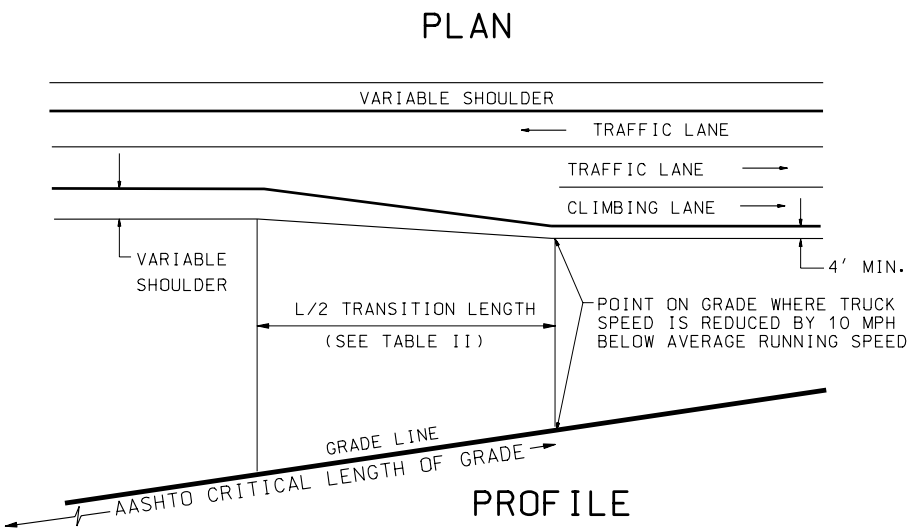 PLAN
VARIABLE SHOULDER
TRAFFIC LANE
TRAFFIC LANE
CLIMBING LANE
VARIABLE
SHOULDER
4' MIN.
L/2 TRANSITION LENGTH
(SEE TABLE II)
POINT ON GRADE WHERE TRUCK
SPEED IS REDUCED BY 10 MPH
BELOW AVERAGE RUNNING SPEED
GRADE LINE
AASHTO CRITICAL LENGTH OF GRADE
PROFILE